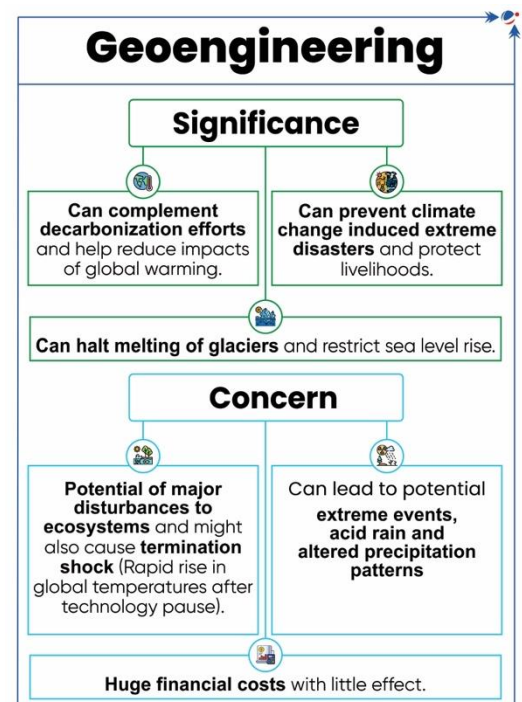 Geoengineering
Significance
Can complement
decarbonization efforts
and help reduce impacts
of global warming.
Can prevent climate
change induced extreme
disasters and protect
livelihoods.
Can halt melting of glaciers and restrict sea level rise.
Concern
Potential of major
disturbances to
ecosystems and might
also cause termination
shock (Rapid rise in
global temperatures after
technology pause).
Can lead to potential
extreme events,
acid rain and
altered precipitation
patterns
Huge financial costs with little effect.